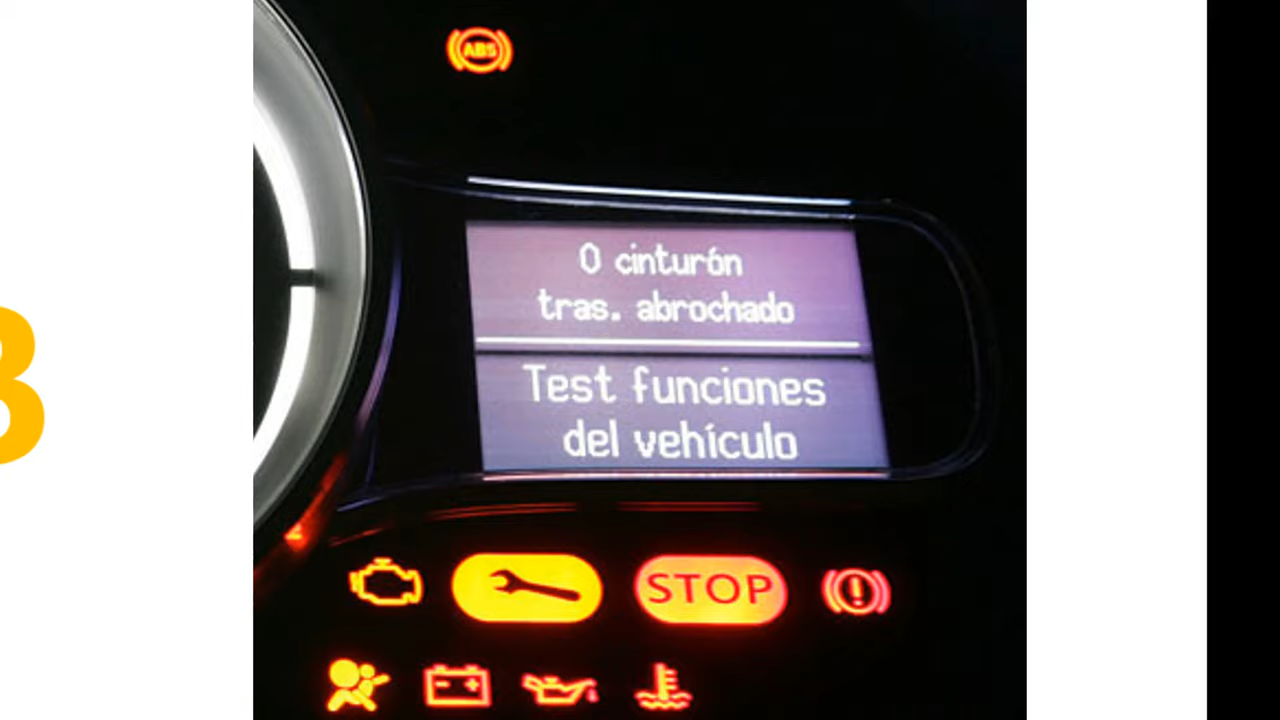 ABS
0 cinturón
tras. abrochado
Test funciones
del vehículo
STOP